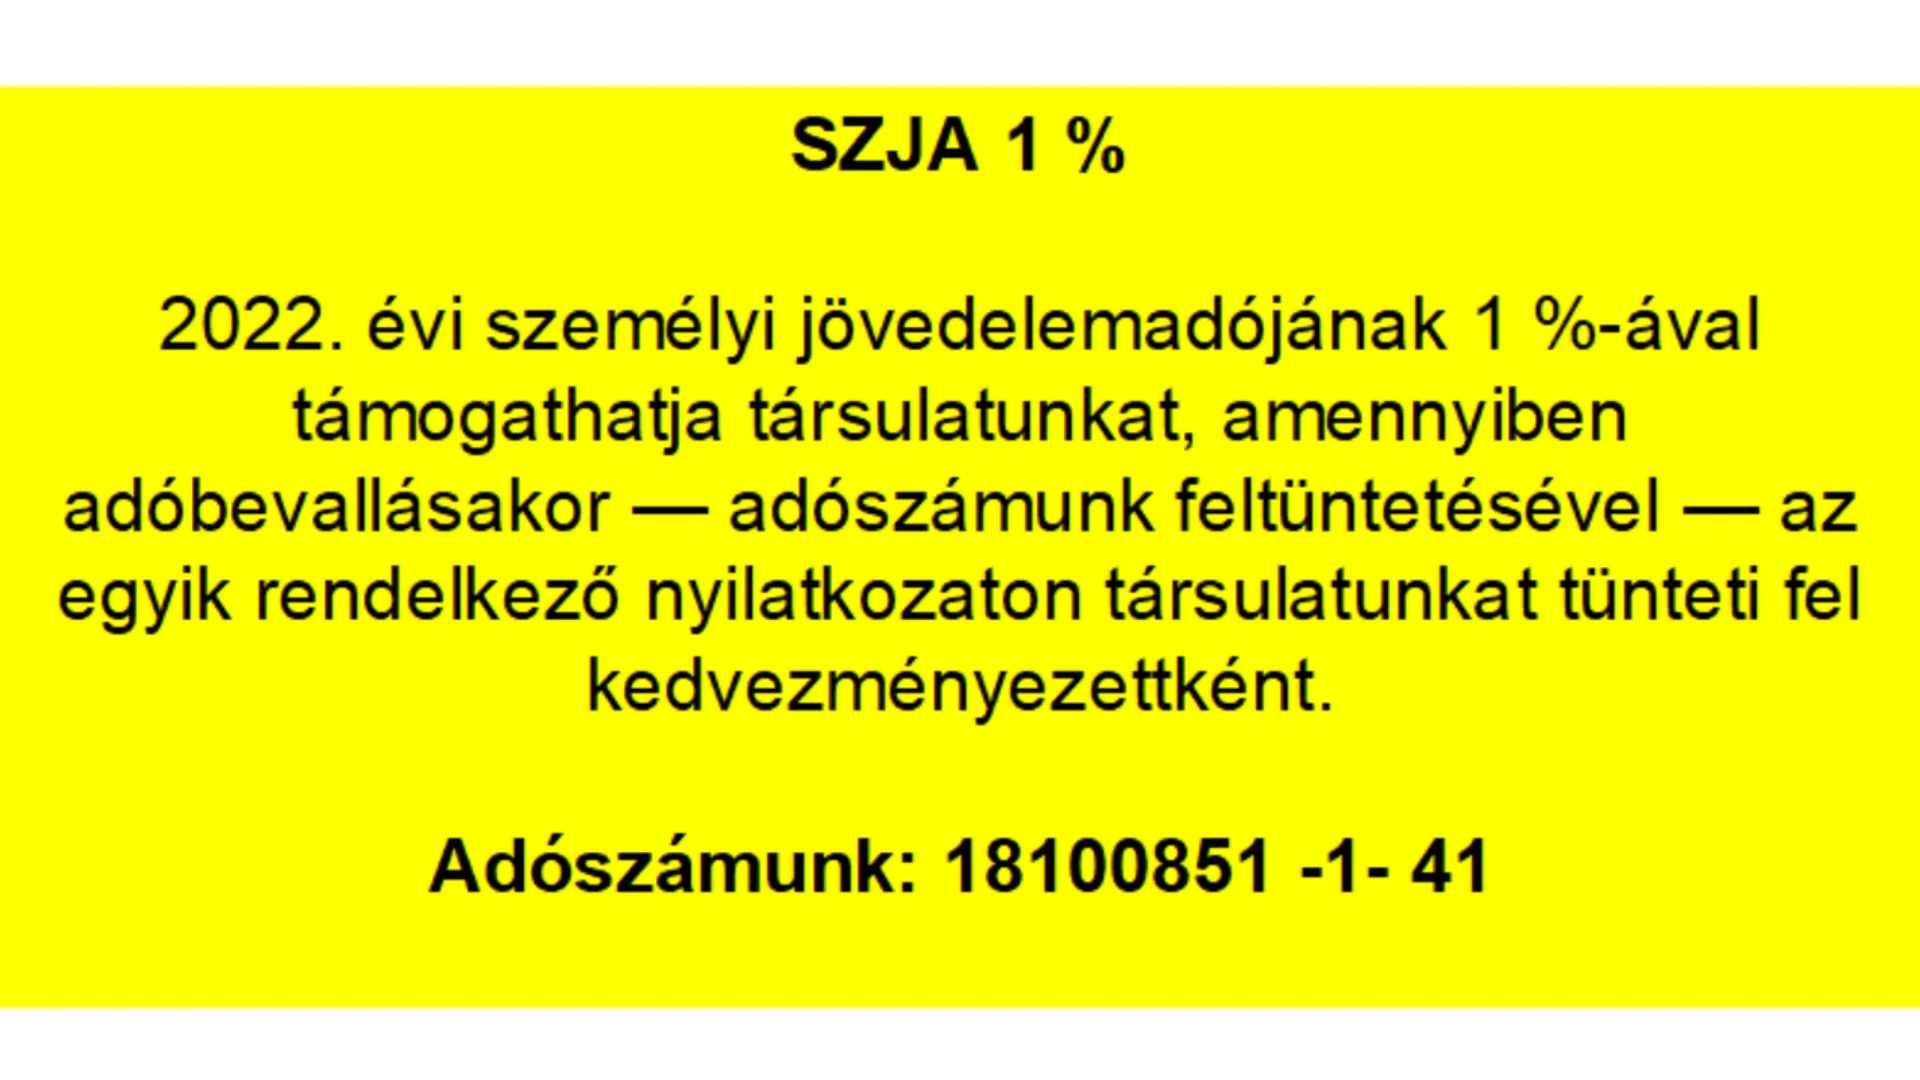 SZJA 1 %
2022. évi személyi jövedelemadójának 1 %-ával
támogathatja társulatunkat, amennyiben
adóbevallásakor — adószámunk feltüntetésével — az
egyik rendelkező nyilatkozaton társulatunkat tünteti fel
kedvezményezettként.
Adószámunk: 18100851 -1- 41